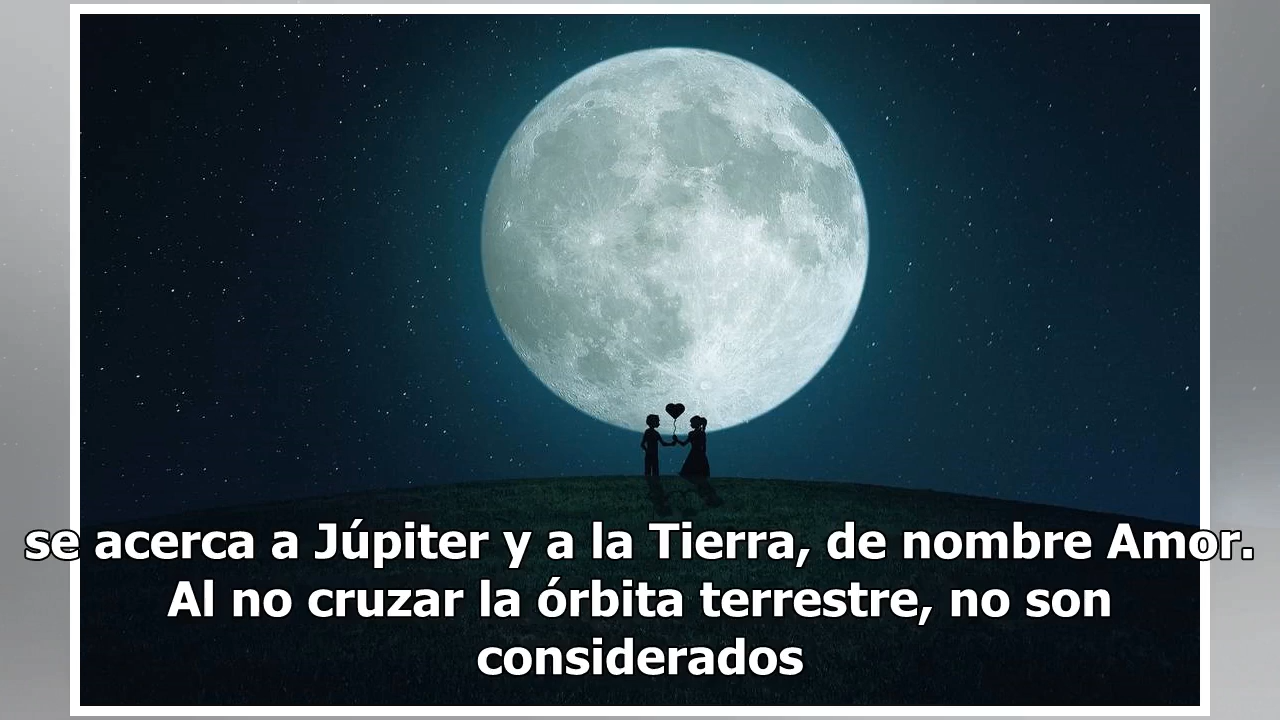 se acerca a Júpiter y a la Tierra, de nombre Amor.
Al no cruzar la órbita terrestre, no son
considerados